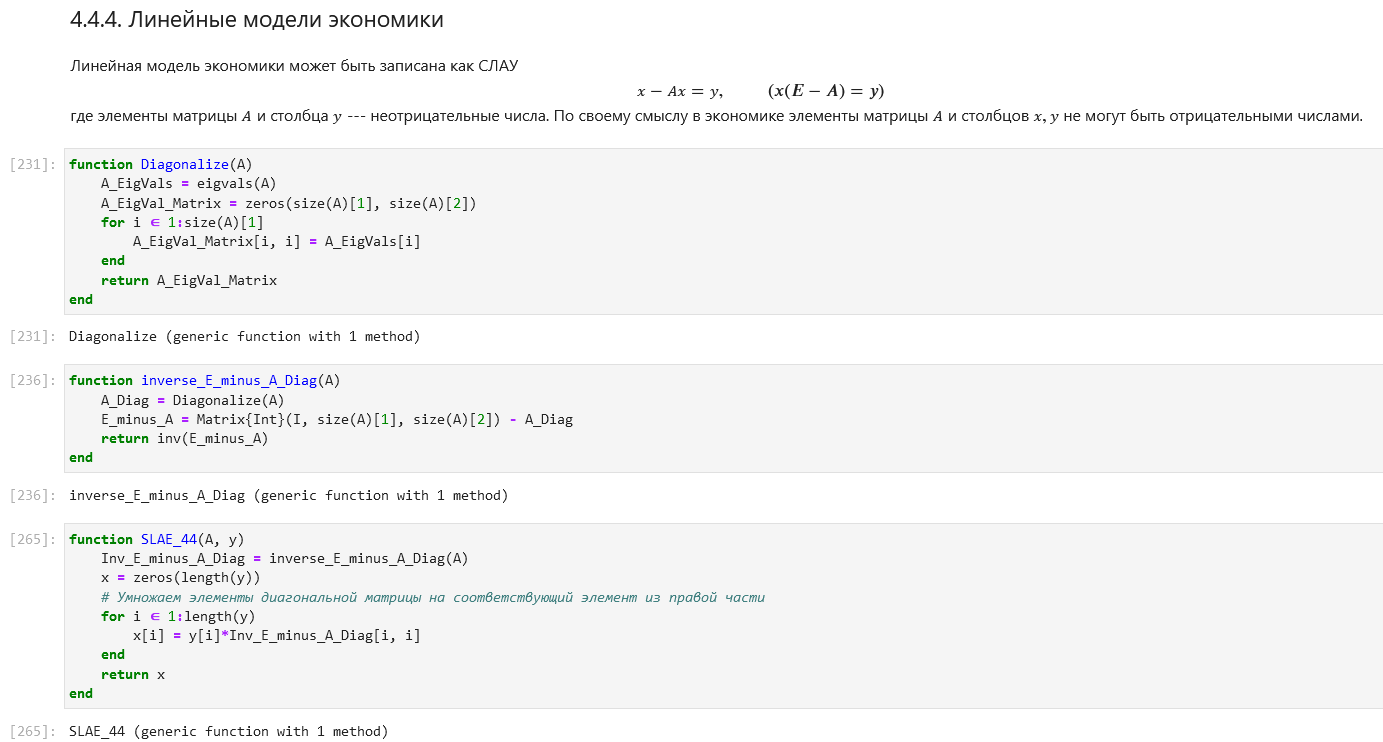 4.4.4. Линейные модели экономики
Линейная модель экономики может быть записана как СЛАУ
x − Ax = y, (x(E − A) = y)
где элементы матрицы A и столбца y --- неотрицательные числа. По своему смыслу в экономике элементы матрицы A и столбцов x, y не могут быть отрицательными числами.
[231]: function Diagonalize(A)
    A_EigVals = eigvals(A)
    A_EigVal_Matrix = zeros(size(A)[1], size(A)[2])
    for i ∈ 1:size(A)[1]
        A_EigVal_Matrix[i, i] = A_EigVals[i]
    end
    return A_EigVal_Matrix
end
[231]: Diagonalize (generic function with 1 method)
[236]: function inverse_E_minus_A_Diag(A)
    A_Diag = Diagonalize(A)
    E_minus_A = Matrix{Int}(I, size(A)[1], size(A)[2]) - A_Diag
    return inv(E_minus_A)
end
[236]: inverse_E_minus_A_Diag (generic function with 1 method)
[265]: function SLAE_44(A, y)
    Inv_E_minus_A_Diag = inverse_E_minus_A_Diag(A)
    x = zeros(length(y))
    # Умножаем элементы диагональной матрицы на соответствующий элемент из правой части
    for i ∈ 1:length(y)
        x[i] = y[i]*Inv_E_minus_A_Diag[i, i]
    end
    return x
end
[265]: SLAE_44 (generic function with 1 method)